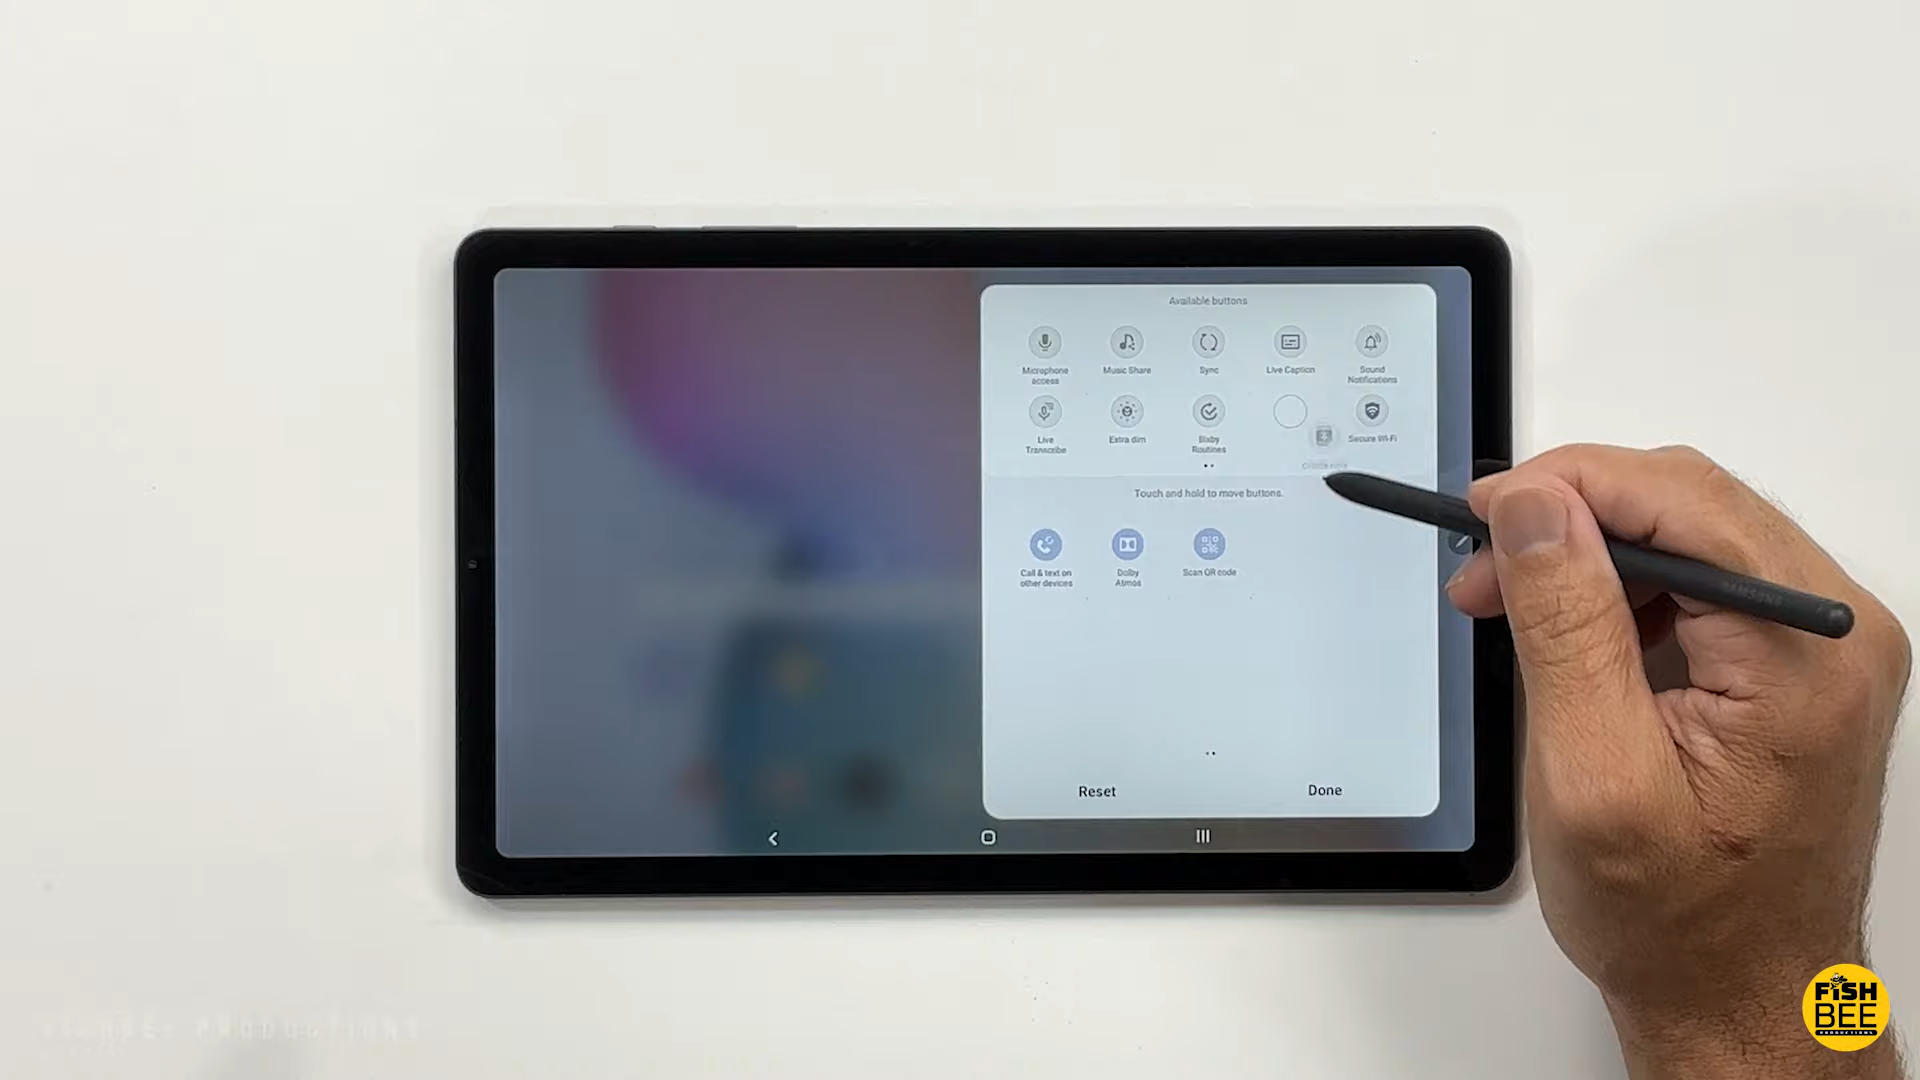 Available buttons
Microphone
access
Music Share
Sync
Live Caption
Sound
Notifications
Live
Transcribe
Extra dim
Bixby
Routines
Secure Wi-Fi
Touch and hold to move buttons.
Call & text on
other devices
Dolby
Atmos
Scan QR code
Reset
Done
SAMSUNG
FISH
BEE
PRODUCTIONS